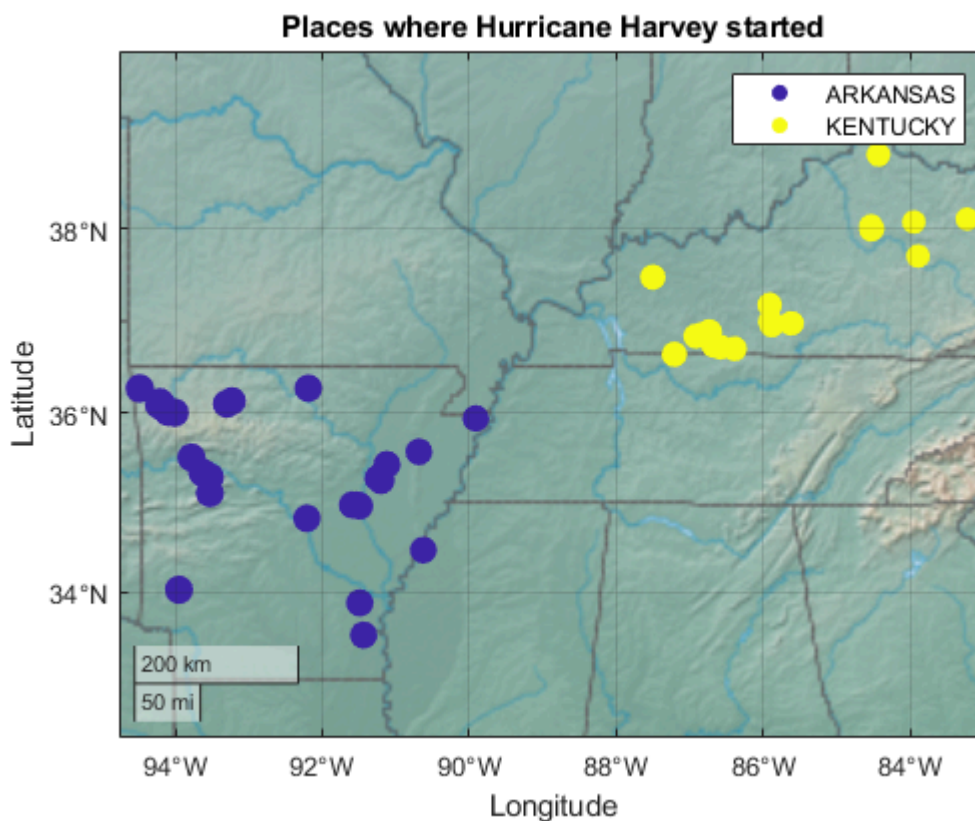 Places where Hurricane Harvey started
ARKANSAS
KENTUCKY
38°N
36°N
34°N
Latitude
200 km
50 mi
94°W 92°W 90°W 88°W 86°W 84°W
Longitude